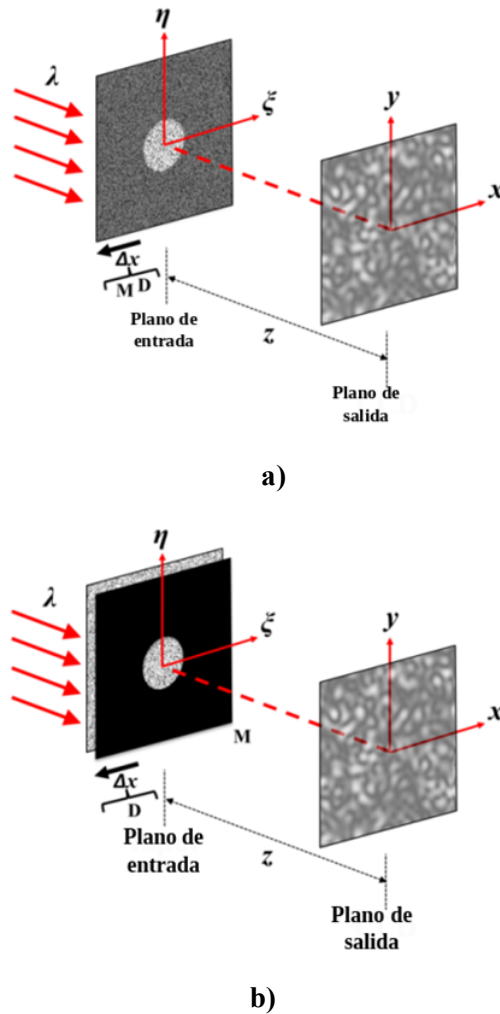 η
λ
ξ
y
x
Δx
M D
Plano de
entrada
z
Plano de
salida
a)
η
λ
ξ
y
x
M
Δx
D
Plano de
entrada
z
Plano de
salida
b)